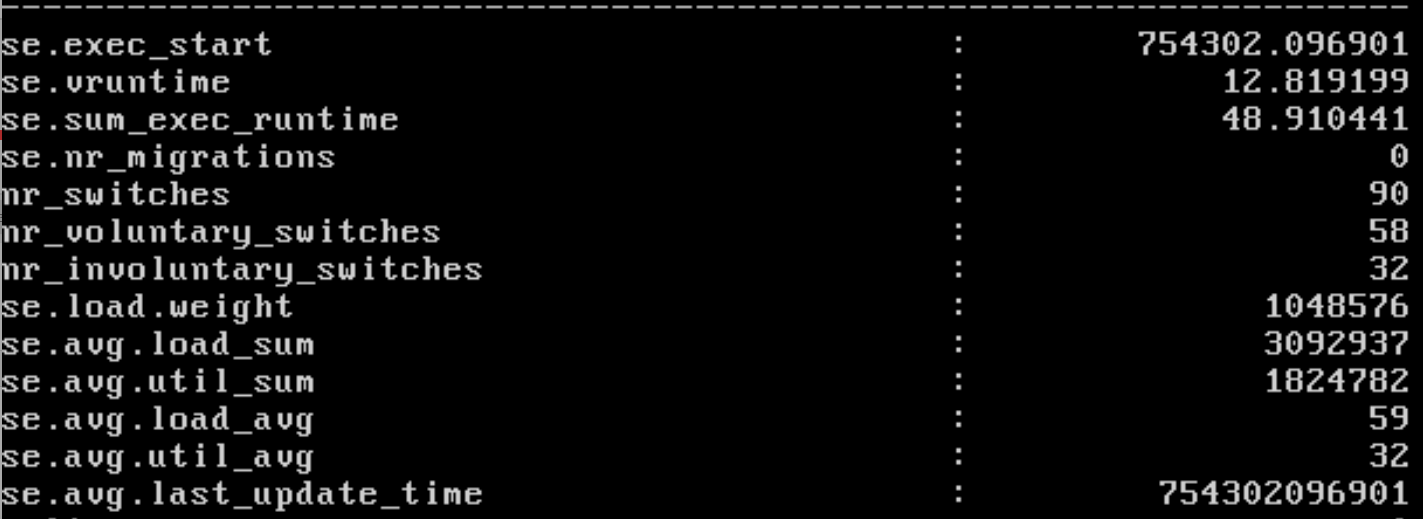 ---------------------------------------------------------------------
se.exec_start : 754302.096901
se.vruntime : 12.819199
se.sum_exec_runtime : 48.910441
se.nr_migrations : 0
nr_switches : 90
nr_voluntary_switches : 58
nr_involuntary_switches : 32
se.load.weight : 1048576
se.avg.load_sum : 3092937
se.avg.util_sum : 1824782
se.avg.load_avg : 59
se.avg.util_avg : 32
se.avg.last_update_time : 754302096901